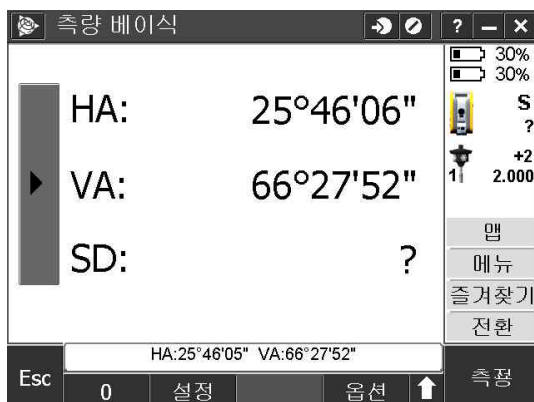 측량 베이식
? — X
30%
30%
HA: 25°46'06"
S
?
VA: 66°27'52"
+2
1 2.000
SD: ?
맵
메뉴
즐겨찾기
전환
HA:25°46'05" VA:66°27'52"
Esc 0 설정 옵션 측정